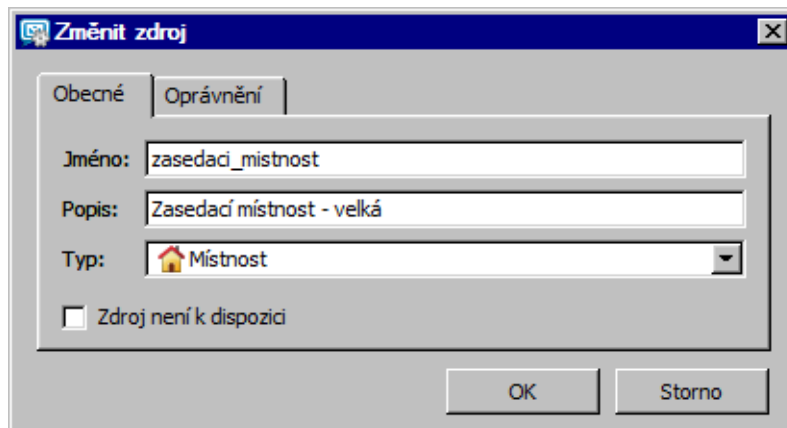 Změnit zdroj
Obecné Oprávnění
Jméno: zasedaci_mistnost
Popis: Zasedací místnost - velká
Typ: Místnost
Zdroj není k dispozici
OK Storno